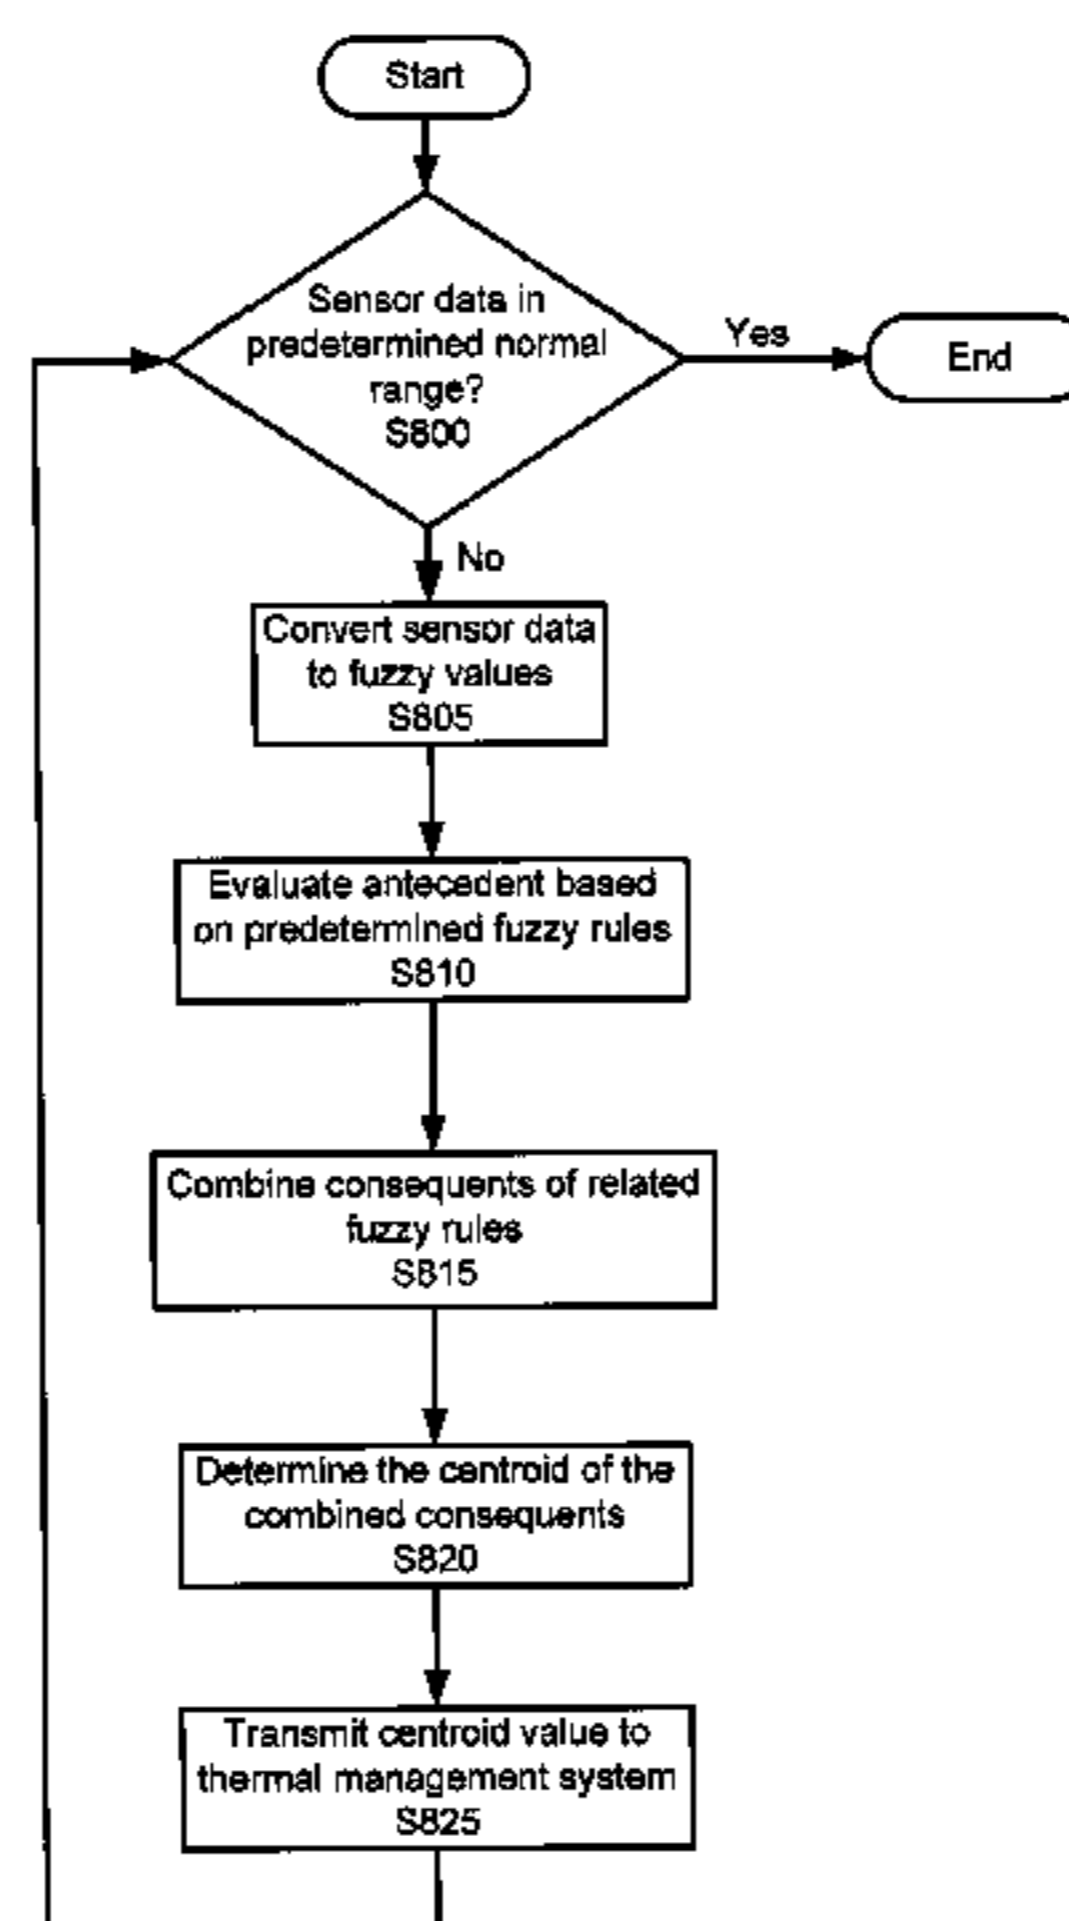 Start
Sensor data in
predetermined normal
range?
S800
Yes
End
No
Convert sensor data
to fuzzy values
S805
Evaluate antecedent based
on predetermined fuzzy rules
S810
Combine consequents of related
fuzzy rules
S815
Determine the centroid of the
combined consequents
S820
Transmit centroid value to
thermal management system
S825